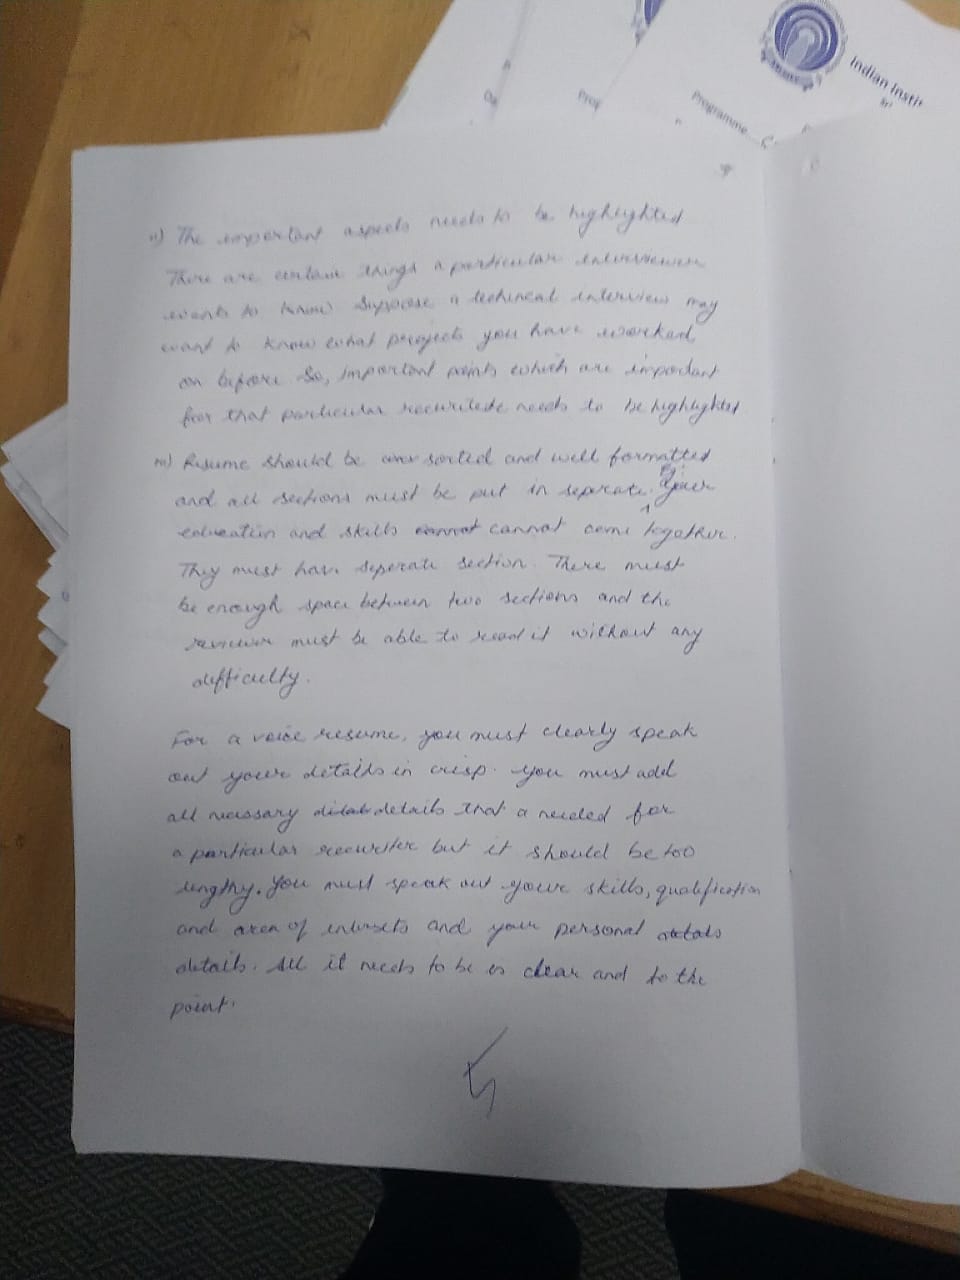 Indian Instit
Programme
ii) The important aspects needs to be highlighted
There are certain things a particular interviewer
wants to know. Suppose a techincal interview may
want to know what projects you have worked
on before. So, important points which are important
for that particular needs to be highlighted
iii) Resume should be sorted and well formatted
and all sections must be put in seperate. Your
education and skills cannot cannot come together.
They must have seperate section. There must
be enough space between two sections and the
reviewer must be able to read it without any
difficulty.
For a voice resume, you must clearly speak
out your details in crisp. you must add
all necessary details that a needed for
a particular recruiter but it should be too
lengthy. You must speak out your skills, qualification
and area of and your personal
details. All it needs to be is clear and to the
point.